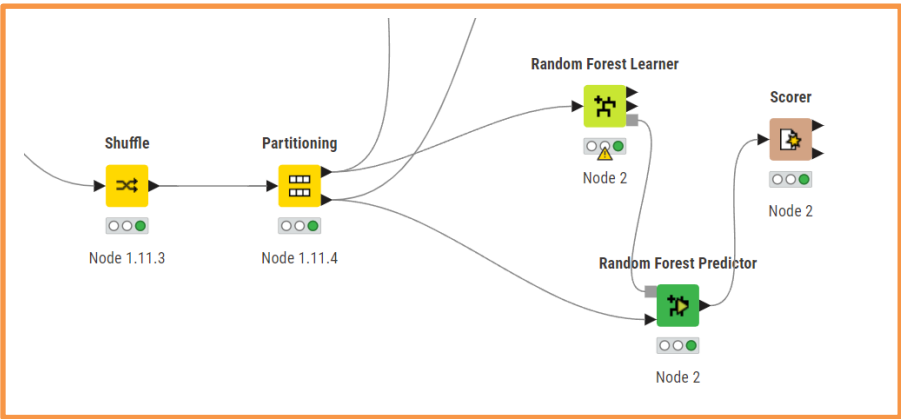 Random Forest Learner
Scorer
Shuffle
Partitioning
Node 2
Node 2
Node 1.11.3
Node 1.11.4
Random Forest Predictor
Node 2